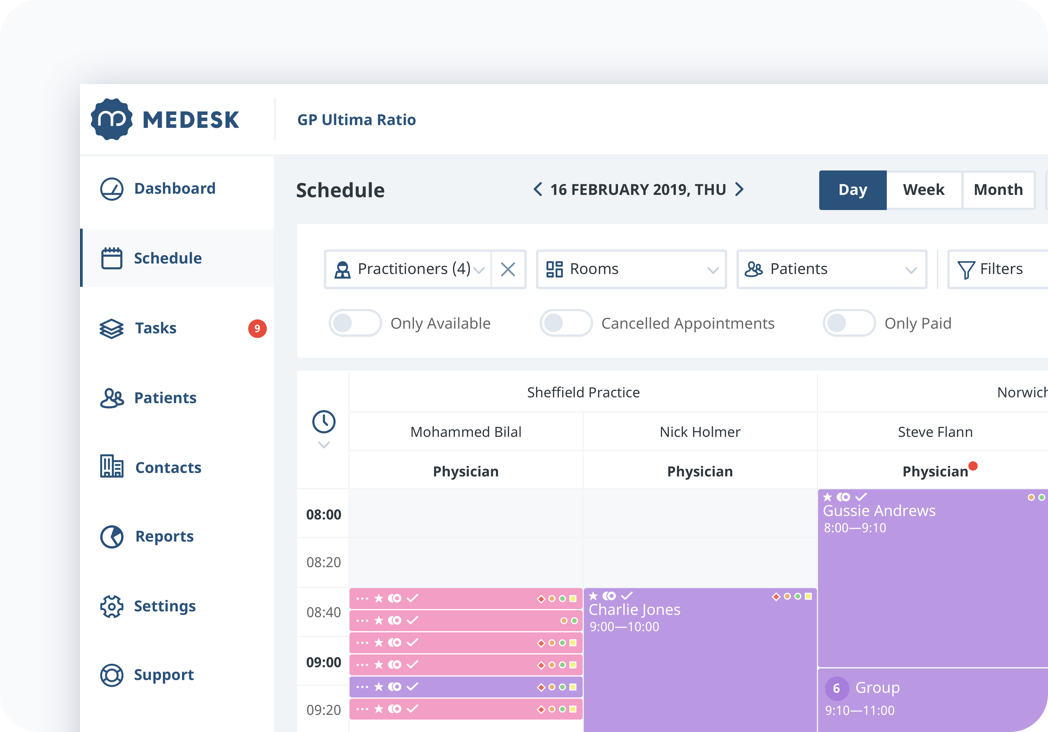 MEDESK
GP Ultima Ratio
Dashboard
Schedule
Tasks
9
Patients
Contacts
Reports
Settings
Support
Schedule
16 FEBRUARY 2019, THU
Day
Week
Month
Practitioners (4)
Rooms
Patients
Filters
Only Available
Cancelled Appointments
Only Paid
Sheffield Practice
Norwich
Mohammed Bilal
Nick Holmer
Steve Flann
Physician
Physician
Physician
08:00
08:20
08:40
09:00
09:20
Charlie Jones
9:00—10:00
Gussie Andrews
8:00—9:10
6 Group
9:10—11:00